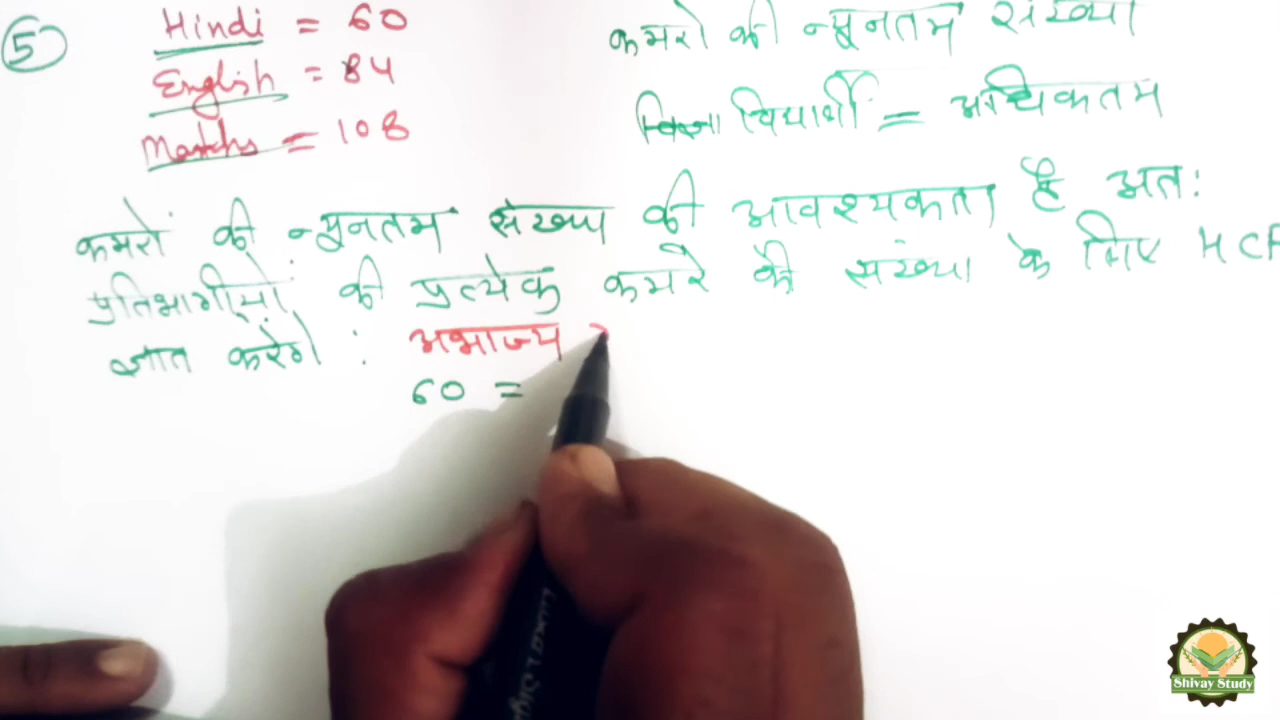 5
Hindi = 60
English = 84
Maths = 108
कमरो की न्यूनतम संख्या
विद्यार्थी = अधिकतम
कमरों की न्यूनतम संख्या की आवश्यकता है अतः
प्रतिभागीयों की प्रत्येक कमरे की संख्या के लिए HCF
ज्ञात करेंगे :
अभाज्य
60 =
Luxor
Shivay Study